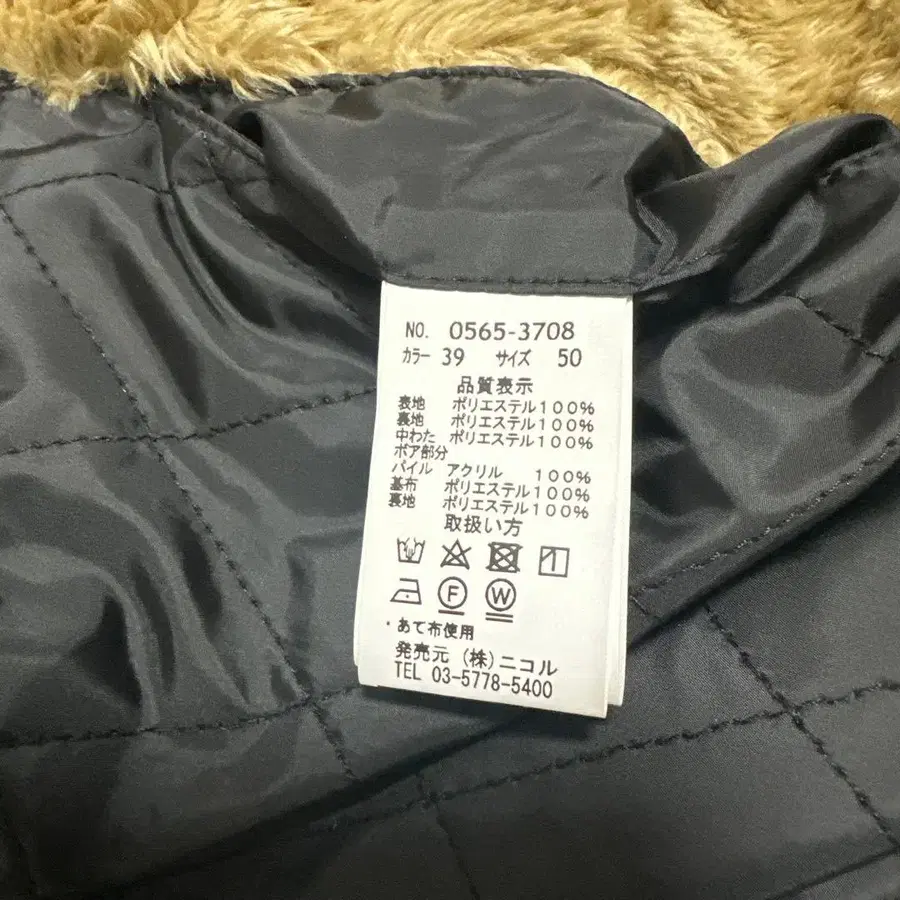 NO. 0565-3708
カラー 39 サイズ 50
品質表示
表地 ポリエステル100%
裏地 ポリエステル100%
中わた ポリエステル100%
ボア部分
パイル アクリル 100%
基布 ポリエステル100%
裏地 ポリエステル100%
取扱い方
F W
・あて布使用
発売元 (株)ニコル
TEL 03-5778-5400